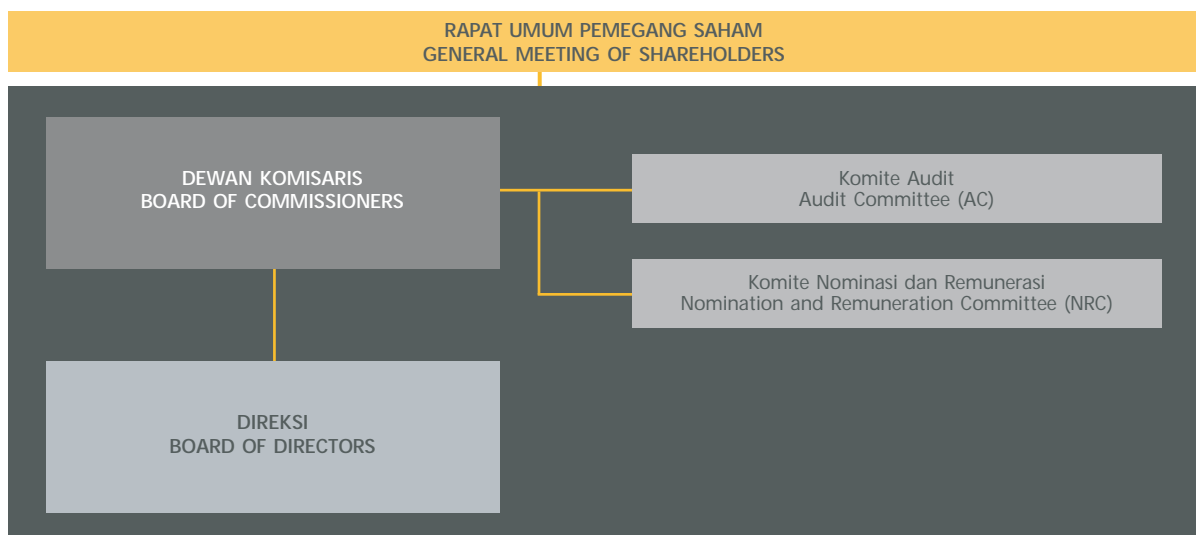 RAPAT UMUM PEMEGANG SAHAM
GENERAL MEETING OF SHAREHOLDERS
DEWAN KOMISARIS
BOARD OF COMMISSIONERS
Komite Audit
Audit Committee (AC)
Komite Nominasi dan Remunerasi
Nomination and Remuneration Committee (NRC)
DIREKSI
BOARD OF DIRECTORS